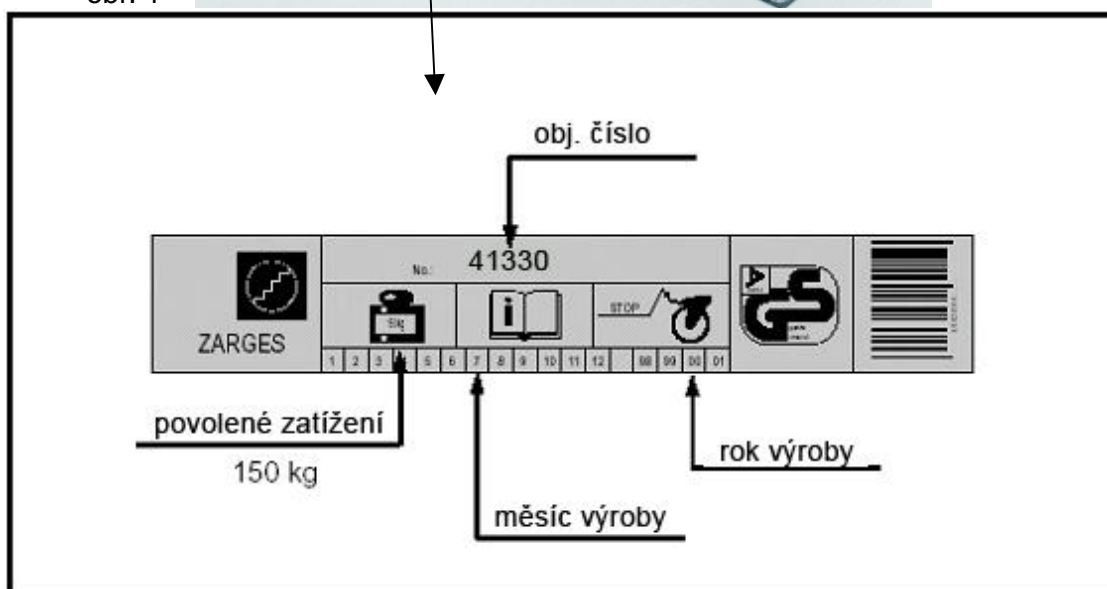 obj. číslo
No.: 41330
STOP
ZARGES
1 2 3 4 5 6 7 8 9 10 11 12 98 99 00 01
povolené zatížení
150 kg
rok výroby
měsíc výroby